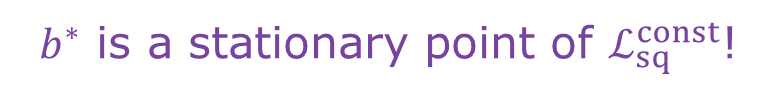 b* is a stationary point of ℒ_sq^const!